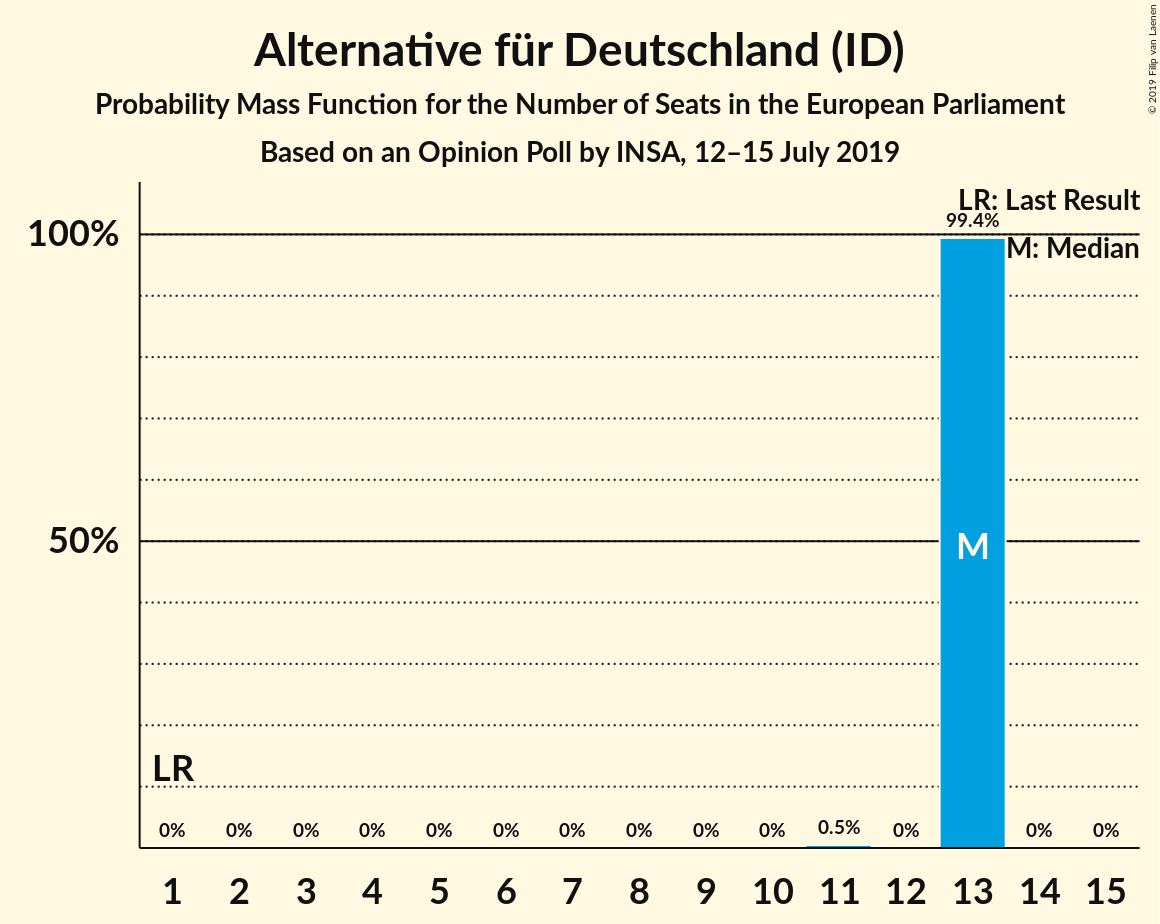 Alternative für Deutschland (ID)
Probability Mass Function for the Number of Seats in the European Parliament
Based on an Opinion Poll by INSA, 12–15 July 2019
© 2019 Filip van Laenen
LR: Last Result
99.4%
100%
M: Median
50%
M
LR
0% 0% 0% 0% 0% 0% 0% 0% 0% 0% 0.5% 0% 0% 0%
1 2 3 4 5 6 7 8 9 10 11 12 13 14 15